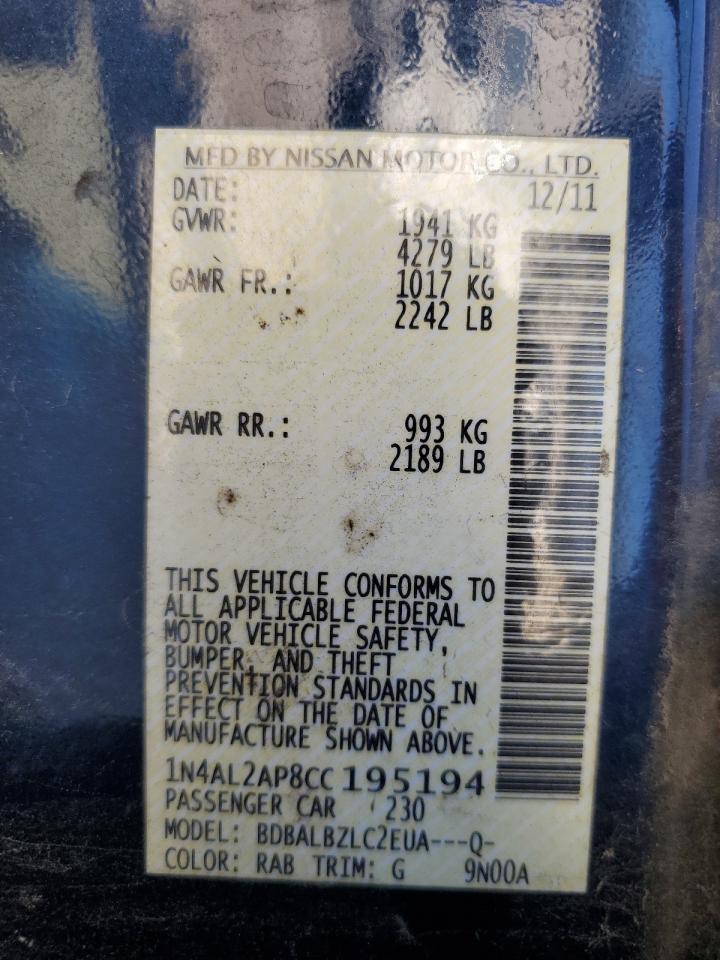 MFD BY NISSAN MOTOR CO., LTD.
DATE: 12/11
GVWR: 1941 KG
4279 LB
GAWR FR.: 1017 KG
2242 LB
GAWR RR.: 993 KG
2189 LB
THIS VEHICLE CONFORMS TO
ALL APPLICABLE FEDERAL
MOTOR VEHICLE SAFETY,
BUMPER, AND THEFT
PREVENTION STANDARDS IN
EFFECT ON THE DATE OF
MANUFACTURE SHOWN ABOVE.
1N4AL2AP8CC195194
PASSENGER CAR 230
MODEL: BDBALBZLC2EUA---Q-
COLOR: RAB TRIM: G 9N00A